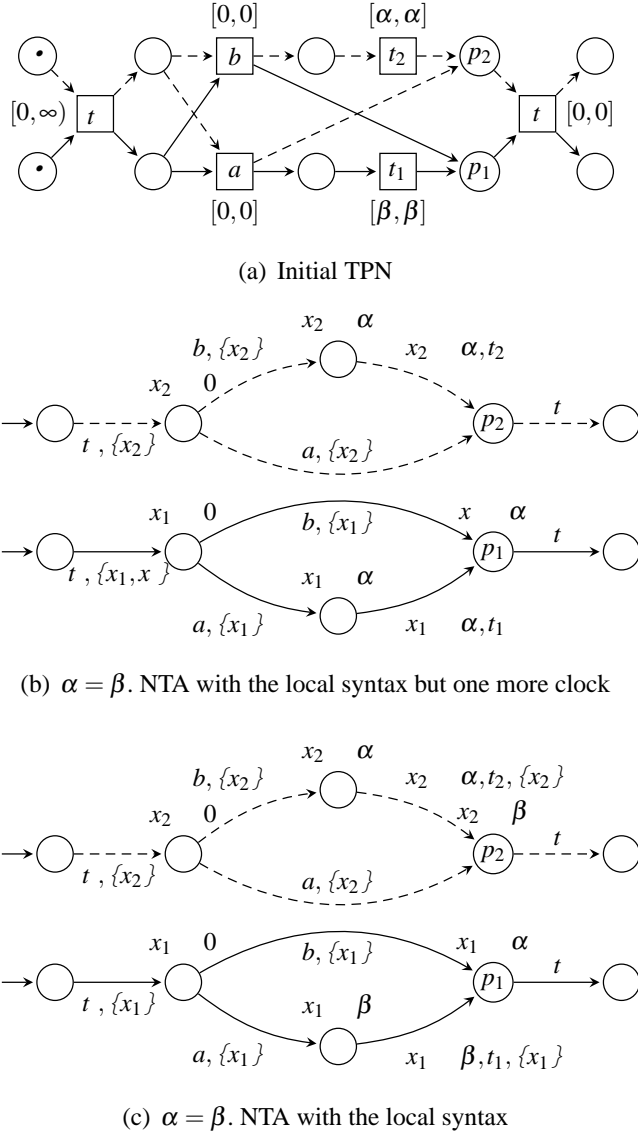 [0,0] [α,α]
b t₂ p₂
[0,∞) t t [0,0]
a t₁ p₁
[0,0] [β,β]
(a) Initial TPN
x₂ α
b, {x₂} x₂ α,t₂
x₂ 0
p₂ t
t , {x₂} a, {x₂}
x₁ 0 x α
b, {x₁} t
p₁
t , {x₁,x } x₁ α
a, {x₁} x₁ α,t₁
(b) α = β. NTA with the local syntax but one more clock
x₂ α
b, {x₂} x₂ α,t₂, {x₂}
x₂ 0 x₂ β
p₂ t
t , {x₂} a, {x₂}
x₁ 0 x₁ α
b, {x₁} t
p₁
t , {x₁} x₁ β
a, {x₁} x₁ β,t₁, {x₁}
(c) α = β. NTA with the local syntax